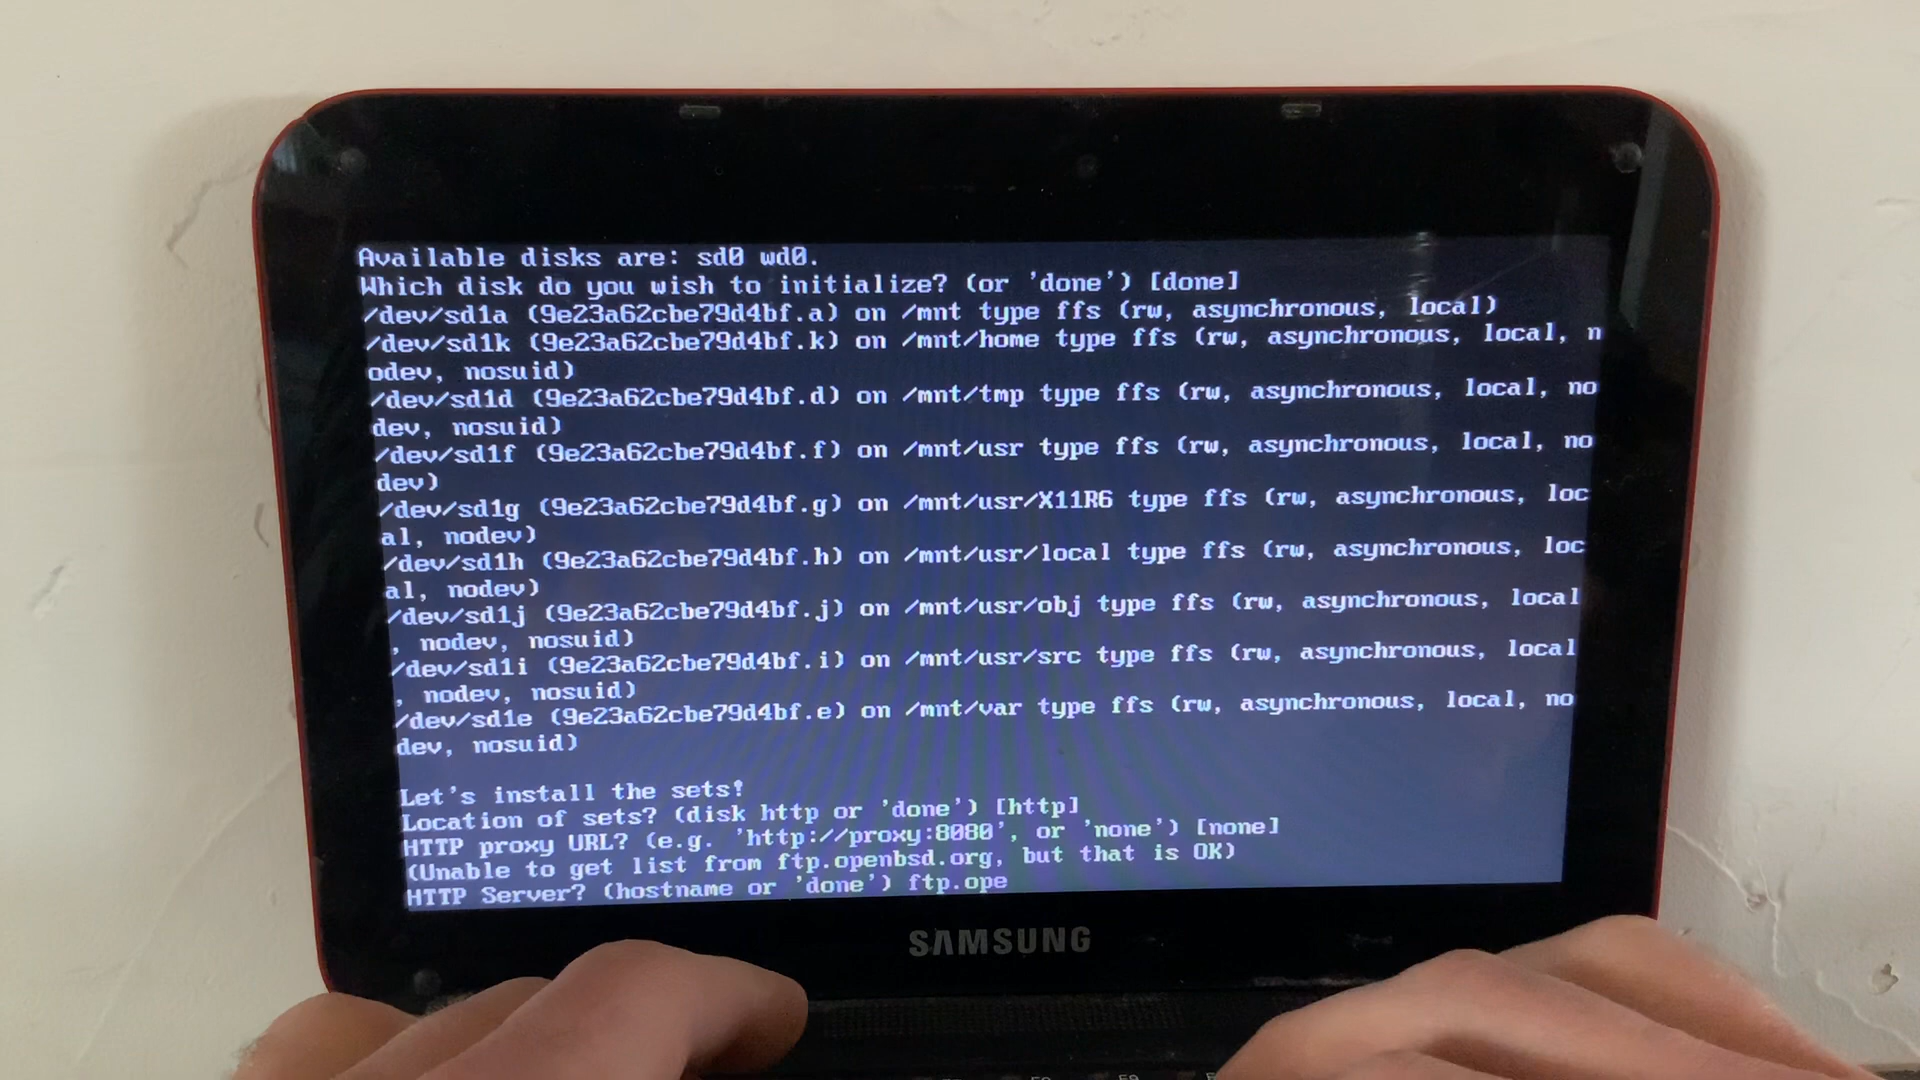 Available disks are: sd0 wd0.
Which disk do you wish to initialize? (or 'done') [done]
/dev/sd1a (9e23a62cbe79d4bf.a) on /mnt type ffs (rw, asynchronous, local)
/dev/sd1k (9e23a62cbe79d4bf.k) on /mnt/home type ffs (rw, asynchronous, local, n
odev, nosuid)
/dev/sd1d (9e23a62cbe79d4bf.d) on /mnt/tmp type ffs (rw, asynchronous, local, no
dev, nosuid)
/dev/sd1f (9e23a62cbe79d4bf.f) on /mnt/usr type ffs (rw, asynchronous, local, no
dev)
/dev/sd1g (9e23a62cbe79d4bf.g) on /mnt/usr/X11R6 type ffs (rw, asynchronous, loc
al, nodev)
/dev/sd1h (9e23a62cbe79d4bf.h) on /mnt/usr/local type ffs (rw, asynchronous, loc
al, nodev)
/dev/sd1j (9e23a62cbe79d4bf.j) on /mnt/usr/obj type ffs (rw, asynchronous, local
, nodev, nosuid)
/dev/sd1i (9e23a62cbe79d4bf.i) on /mnt/usr/src type ffs (rw, asynchronous, local
, nodev, nosuid)
/dev/sd1e (9e23a62cbe79d4bf.e) on /mnt/var type ffs (rw, asynchronous, local, no
dev, nosuid)
Let's install the sets!
Location of sets? (disk http or 'done') [http]
HTTP proxy URL? (e.g. 'http://proxy:8080', or 'none') [none]
(Unable to get list from ftp.openbsd.org, but that is OK)
HTTP Server? (hostname or 'done') ftp.ope
SAMSUNG